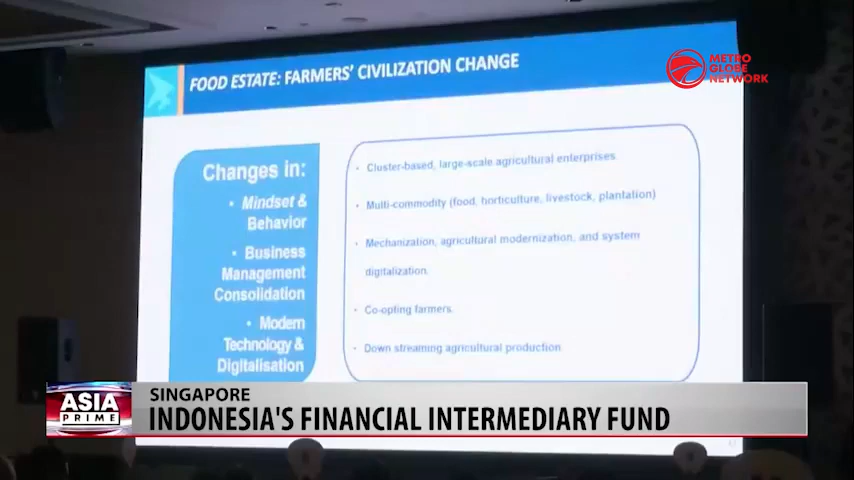 METRO
GLOBE
NETWORK
FOOD ESTATE: FARMERS' CIVILIZATION CHANGE
Changes in:
• Mindset &
Behavior
• Business
Management
Consolidation
• Modern
Technology &
Digitalisation
• Cluster-based, large-scale agricultural enterprises
• Multi-commodity (food, horticulture, livestock, plantation)
• Mechanization, agricultural modernization, and system
digitalization.
• Co-opting farmers
• Down streaming agricultural production
ASIA
PRIME
SINGAPORE
INDONESIA'S FINANCIAL INTERMEDIARY FUND